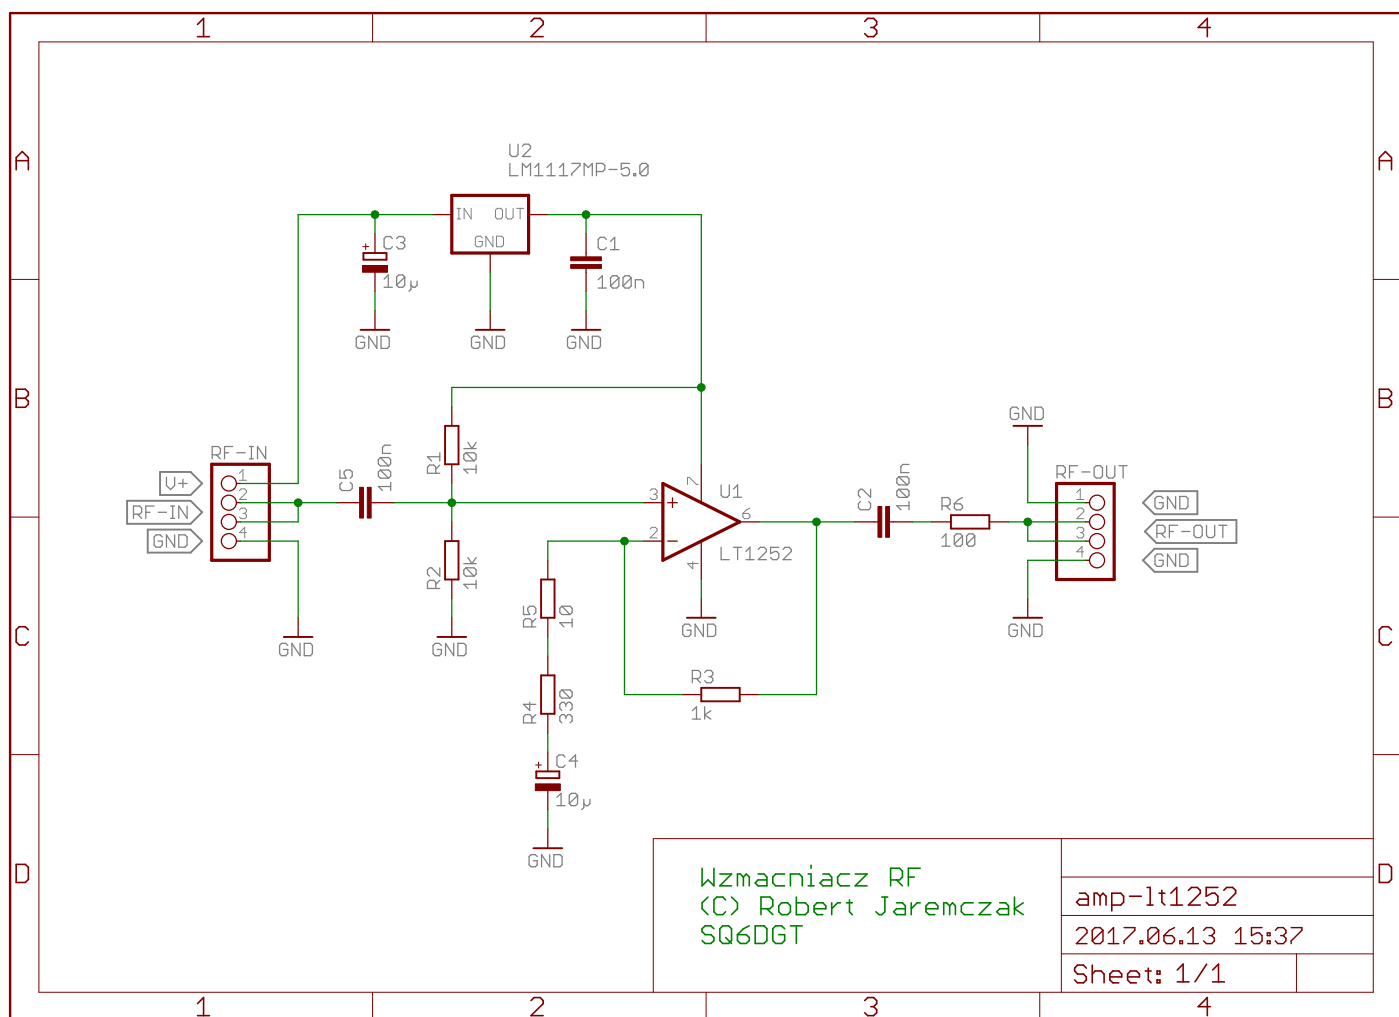 1 2 3 4
A A
U2
LM1117MP-5.0
IN OUT
GND
C3
10µ
C1
100n
GND GND GND
B B
R1
10k
RF-IN
V+
RF-IN
GND
1
2
3
4
C5
100n
R2
10k
GND
GND
3
2
7
4
6
U1
LT1252
GND
C2
100n
R6
100
GND
RF-OUT
1
2
3
4
GND
RF-OUT
GND
GND
C C
R5
10
R4
330
R3
1k
C4
10µ
GND
D D
Wzmacniacz RF
(C) Robert Jaremczak
SQ6DGT
amp-lt1252
2017.06.13 15:37
Sheet: 1/1
1 2 3 4